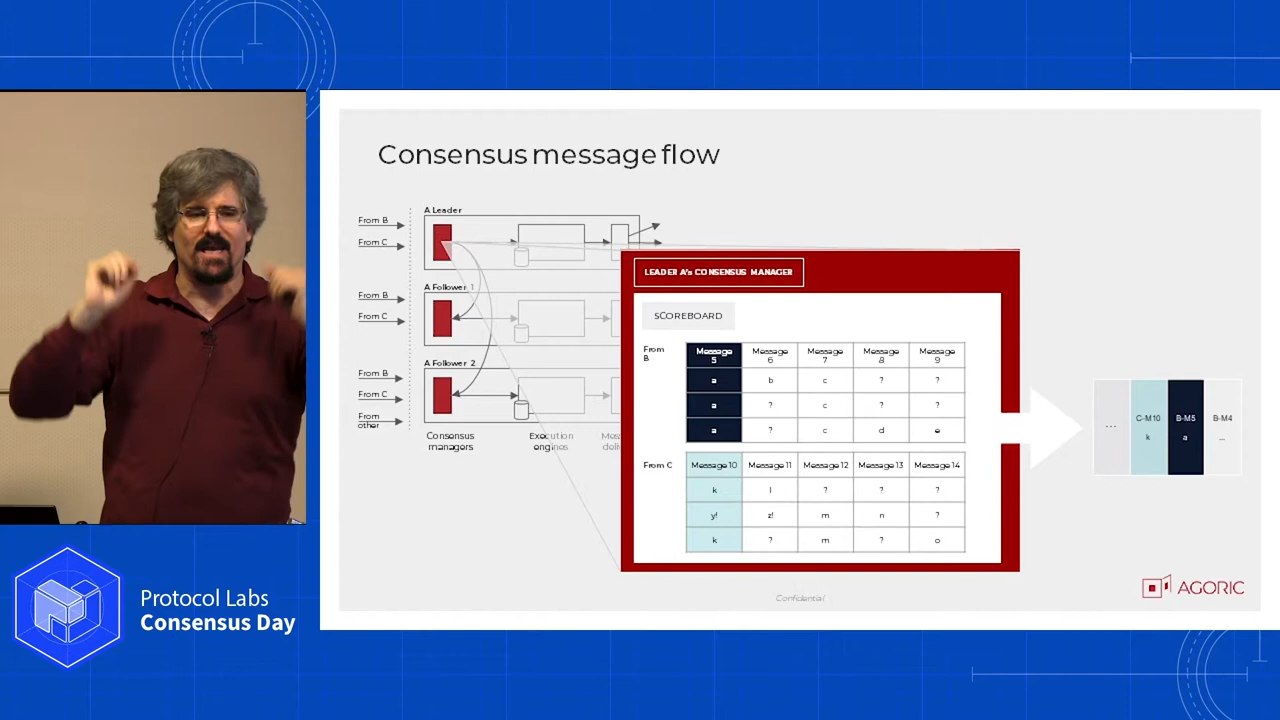 Consensus message flow
A Leader
From B
From C
A Follower 1
From B
From C
A Follower 2
From B
From C
From
other
Consensus
managers
Execution
engines
LEADER A's CONSENSUS MANAGER
SCOREBOARD
From
B
Message
5
Message
6
Message
7
Message
8
Message
9
a b c ? ?
a ? c ? ?
a ? c d e
From C
Message 10 Message 11 Message 12 Message 13 Message 14
k l ? ? ?
y! z! m n ?
k ? m ? o
... C-M10 B-M5 B-M4
k a ...
Confidential
AGORIC
Protocol Labs
Consensus Day